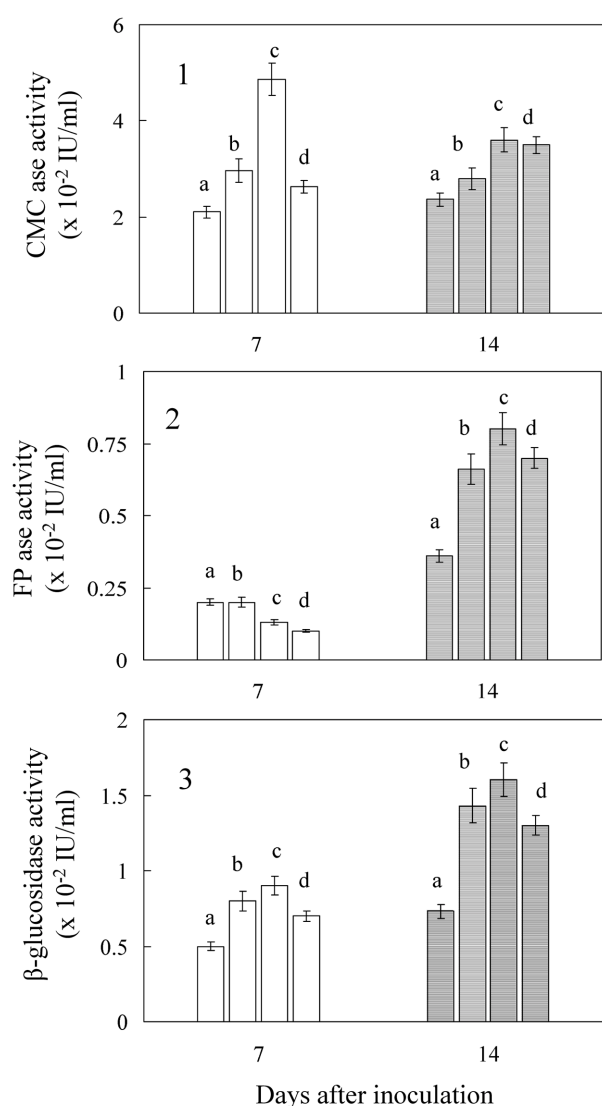 CMC ase activity
(x 10⁻² IU/ml)
6
4
2
0
1
a
b
c
d
a
b
c
d
7
14
FP ase activity
(x 10⁻² IU/ml)
1
0.75
0.5
0.25
0
2
a
b
c
d
a
b
c
d
7
14
β-glucosidase activity
(x 10⁻² IU/ml)
2
1.5
1
0.5
0
3
a
b
c
d
a
b
c
d
7
14
Days after inoculation